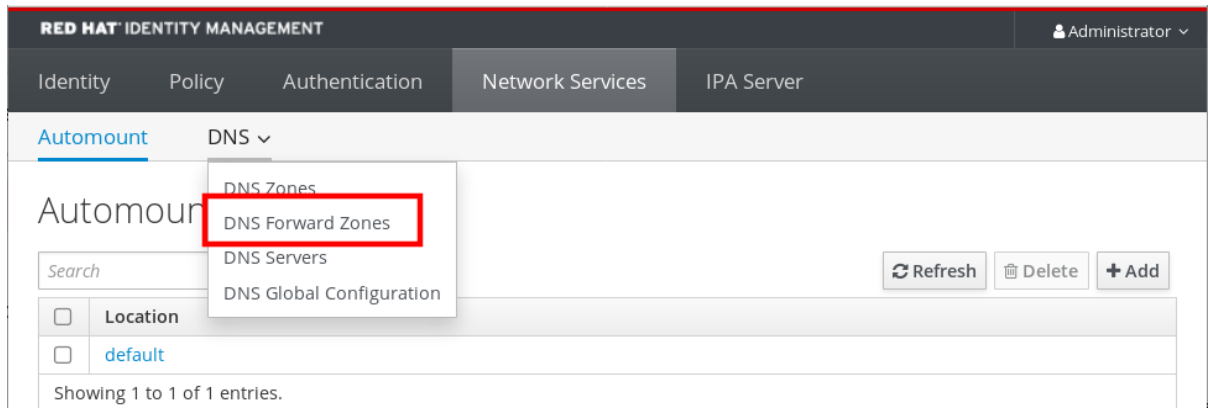 RED HAT® IDENTITY MANAGEMENT Administrator
Identity Policy Authentication Network Services IPA Server
Automount DNS
DNS Zones
DNS Forward Zones
DNS Servers
DNS Global Configuration
Automoun
Search Refresh Delete + Add
Location
default
Showing 1 to 1 of 1 entries.